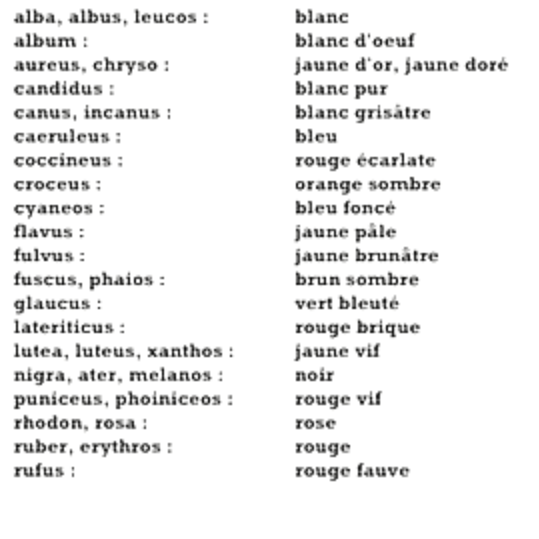 alba, albus, leucos : blanc
album : blanc d'oeuf
aureus, chryso : jaune d'or, jaune doré
candidus : blanc pur
canus, incanus : blanc grisâtre
caeruleus : bleu
coccineus : rouge écarlate
croceus : orange sombre
cyaneos : bleu foncé
flavus : jaune pâle
fulvus : jaune brunâtre
fuscus, phaios : brun sombre
glaucus : vert bleuté
lateriticus : rouge brique
lutea, luteus, xanthos : jaune vif
nigra, ater, melanos : noir
puniceus, phoiniceos : rouge vif
rhodon, rosa : rose
ruber, erythros : rouge
rufus : rouge fauve